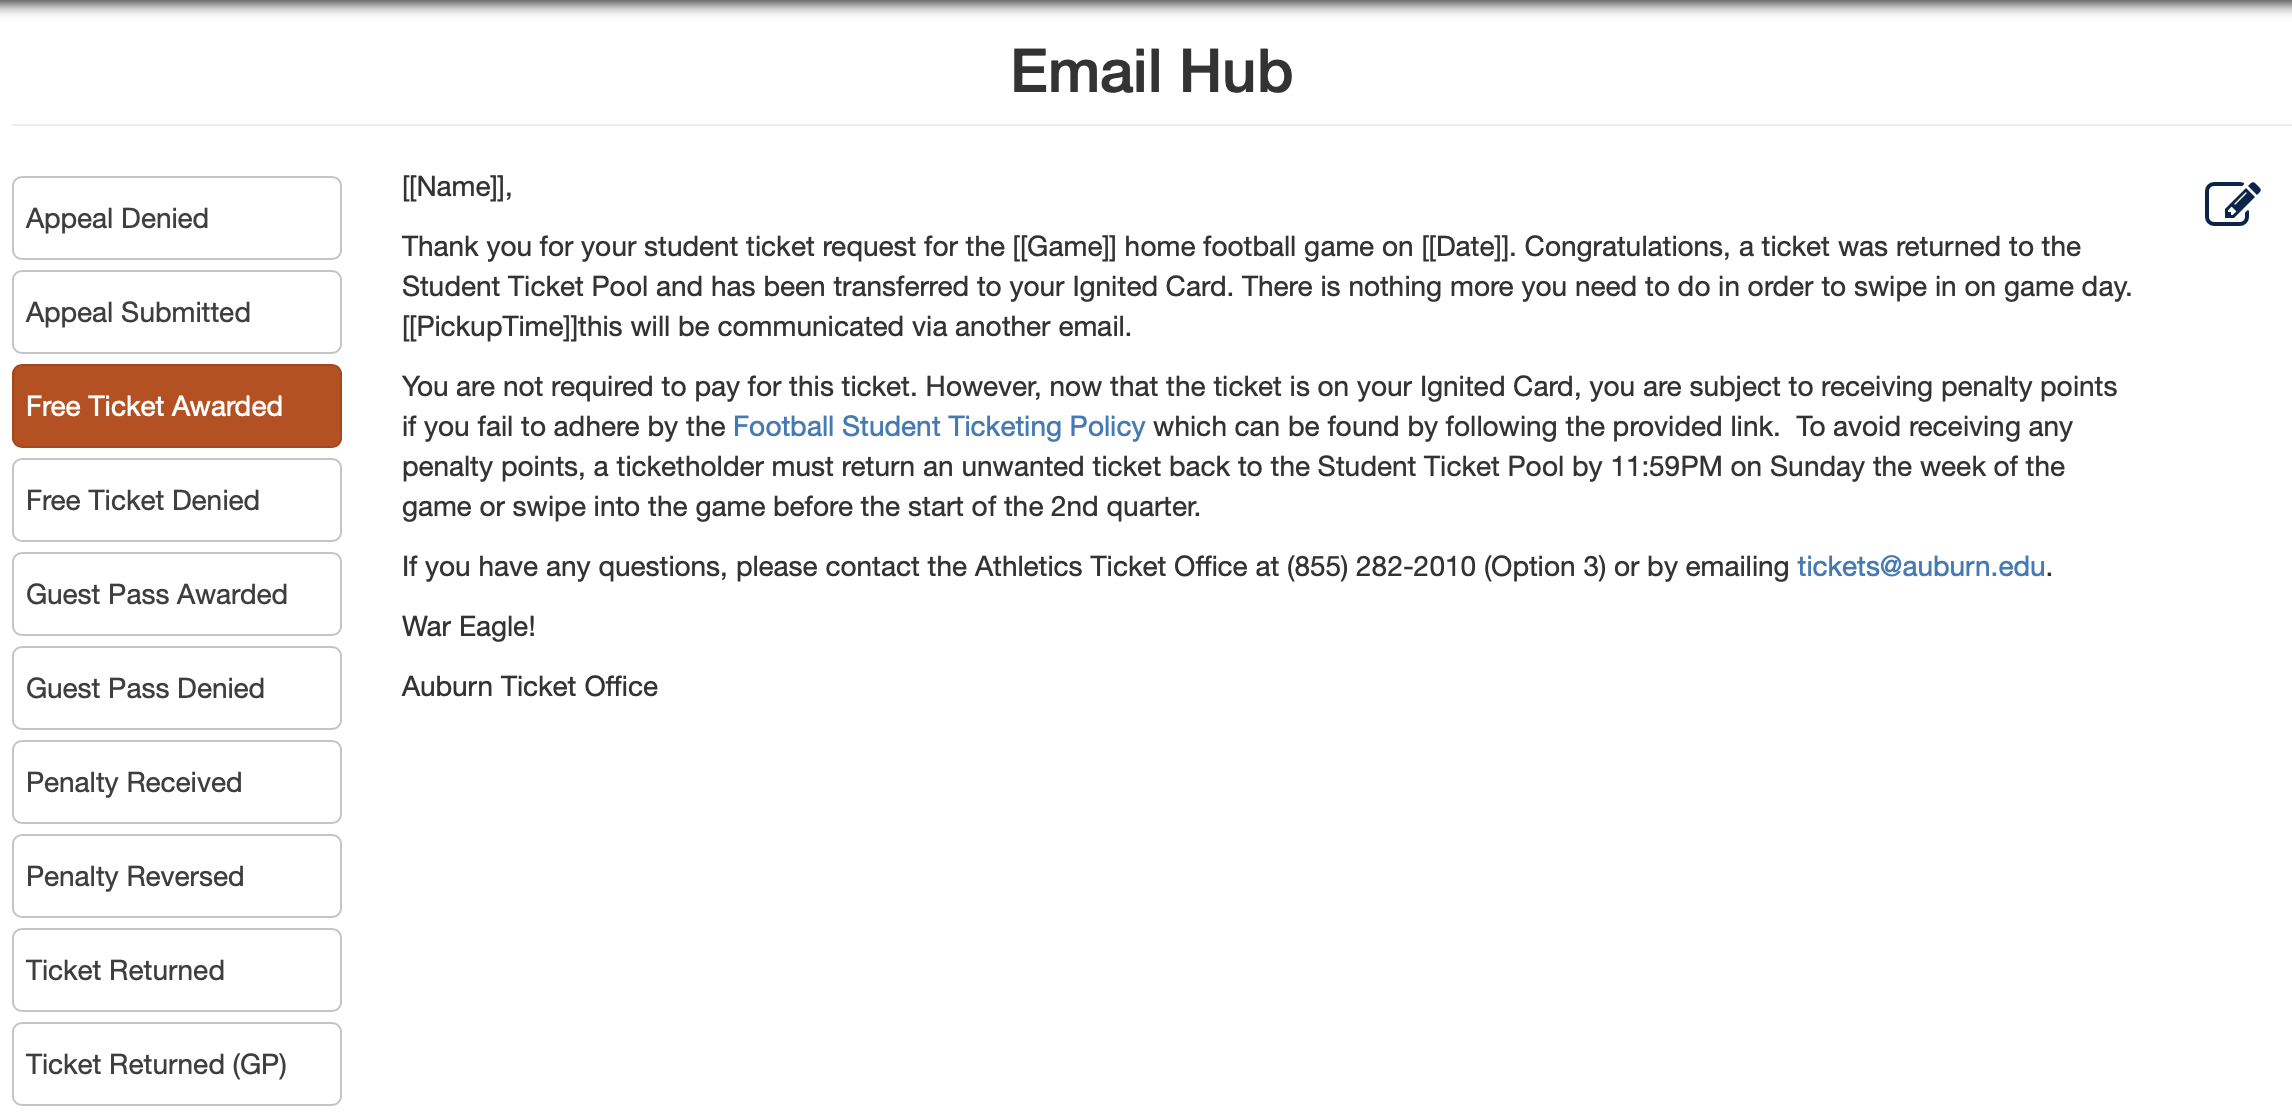 Email Hub
Appeal Denied
Appeal Submitted
Free Ticket Awarded
Free Ticket Denied
Guest Pass Awarded
Guest Pass Denied
Penalty Received
Penalty Reversed
Ticket Returned
Ticket Returned (GP)
[[Name]],
Thank you for your student ticket request for the [[Game]] home football game on [[Date]]. Congratulations, a ticket was returned to the
Student Ticket Pool and has been transferred to your Ignited Card. There is nothing more you need to do in order to swipe in on game day.
[[PickupTime]]this will be communicated via another email.
You are not required to pay for this ticket. However, now that the ticket is on your Ignited Card, you are subject to receiving penalty points
if you fail to adhere by the Football Student Ticketing Policy which can be found by following the provided link.  To avoid receiving any
penalty points, a ticketholder must return an unwanted ticket back to the Student Ticket Pool by 11:59PM on Sunday the week of the
game or swipe into the game before the start of the 2nd quarter.
If you have any questions, please contact the Athletics Ticket Office at (855) 282-2010 (Option 3) or by emailing tickets@auburn.edu.
War Eagle!
Auburn Ticket Office